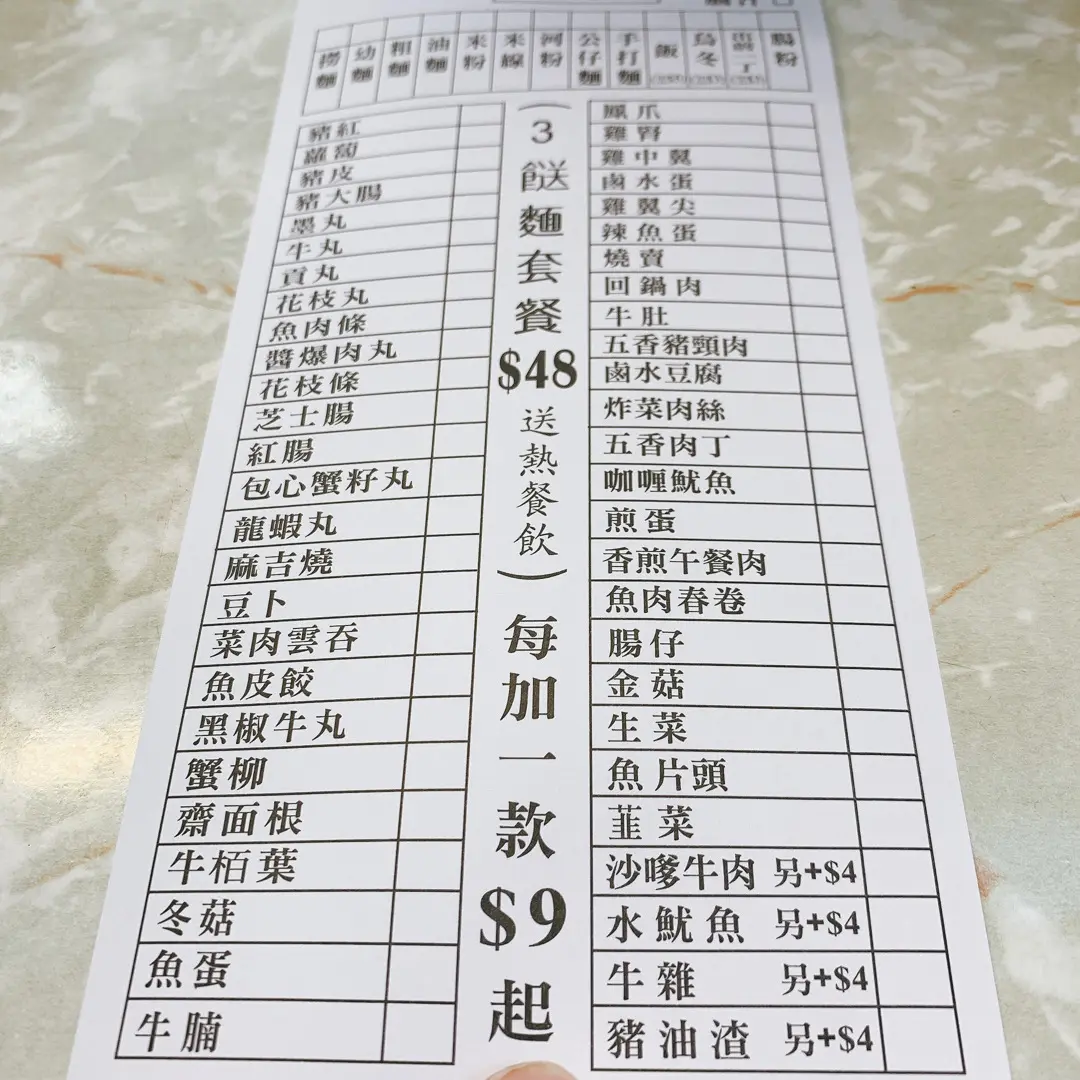 撈麵
幼麵
粗麵
油麵
米粉
米線
河粉
公仔麵
手打麵
飯
烏冬
出前一丁
腸粉
豬紅
蘿蔔
豬皮
豬大腸
墨丸
牛丸
貢丸
花枝丸
魚肉條
醬爆肉丸
花枝條
芝士腸
紅腸
包心蟹籽丸
龍蝦丸
麻吉燒
豆卜
菜肉雲吞
魚皮餃
黑椒牛丸
蟹柳
齋面根
牛栢葉
冬菇
魚蛋
牛腩
(3餸麵套餐$48送熱餐飲)每加一款$9起
鳳爪
雞腎
雞中翼
鹵水蛋
雞翼尖
辣魚蛋
燒賣
回鍋肉
牛肚
五香豬頸肉
鹵水豆腐
炸菜肉絲
五香肉丁
咖喱魷魚
煎蛋
香煎午餐肉
魚肉春卷
腸仔
金菇
生菜
魚片頭
韮菜
沙嗲牛肉 另+$4
水魷魚 另+$4
牛雜 另+$4
豬油渣 另+$4